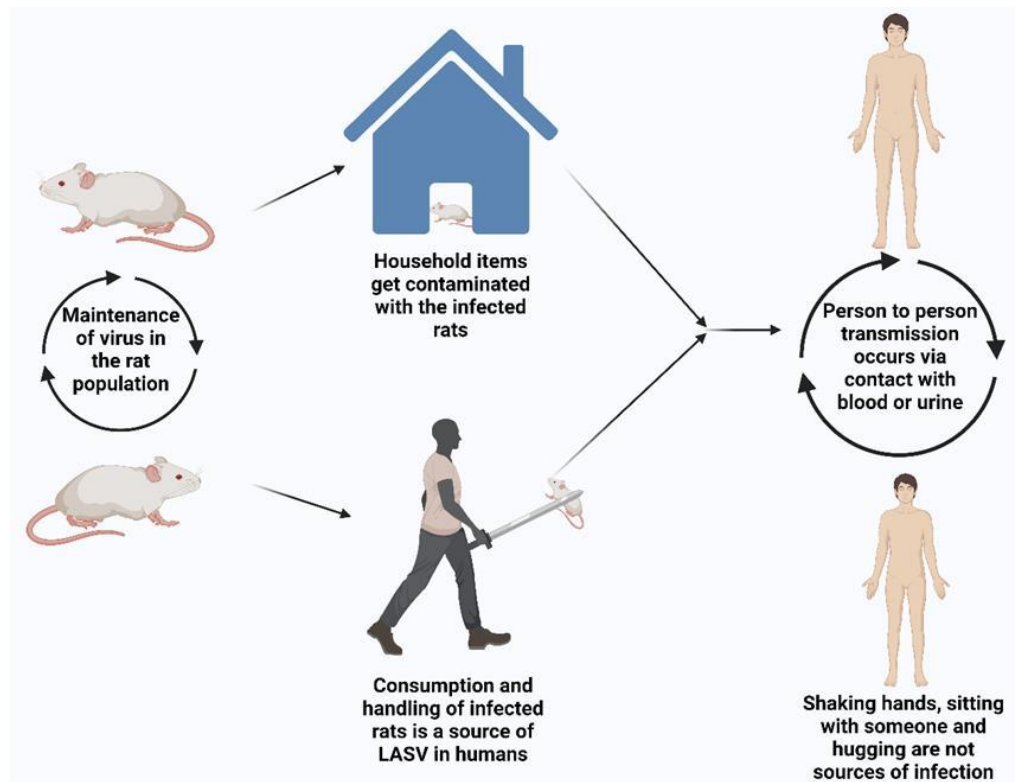 Household items
get contaminated
with the infected
rats
Maintenance
of virus in
the rat
population
Person to person
transmission
occurs via
contact with
blood or urine
Consumption and
handling of infected
rats is a source of
LASV in humans
Shaking hands, sitting
with someone and
hugging are not
sources of infection